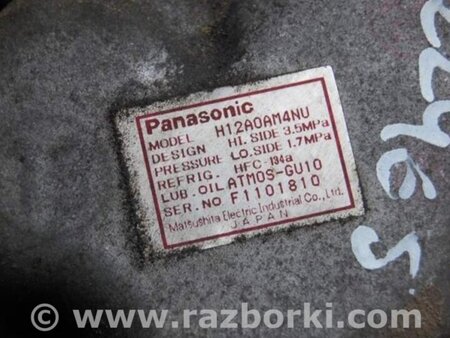 Panasonic
MODEL H12A0AM4NU
DESIGN HI. SIDE 3.5MPa
PRESSURE LO. SIDE 1.7MPa
REFRIG. HFC-134a
LUB. OIL ATMOS-GU10
SER. NO F1101810
Matsushita Electric Industrial Co., Ltd.
JAPAN
© www.razborki.com ®